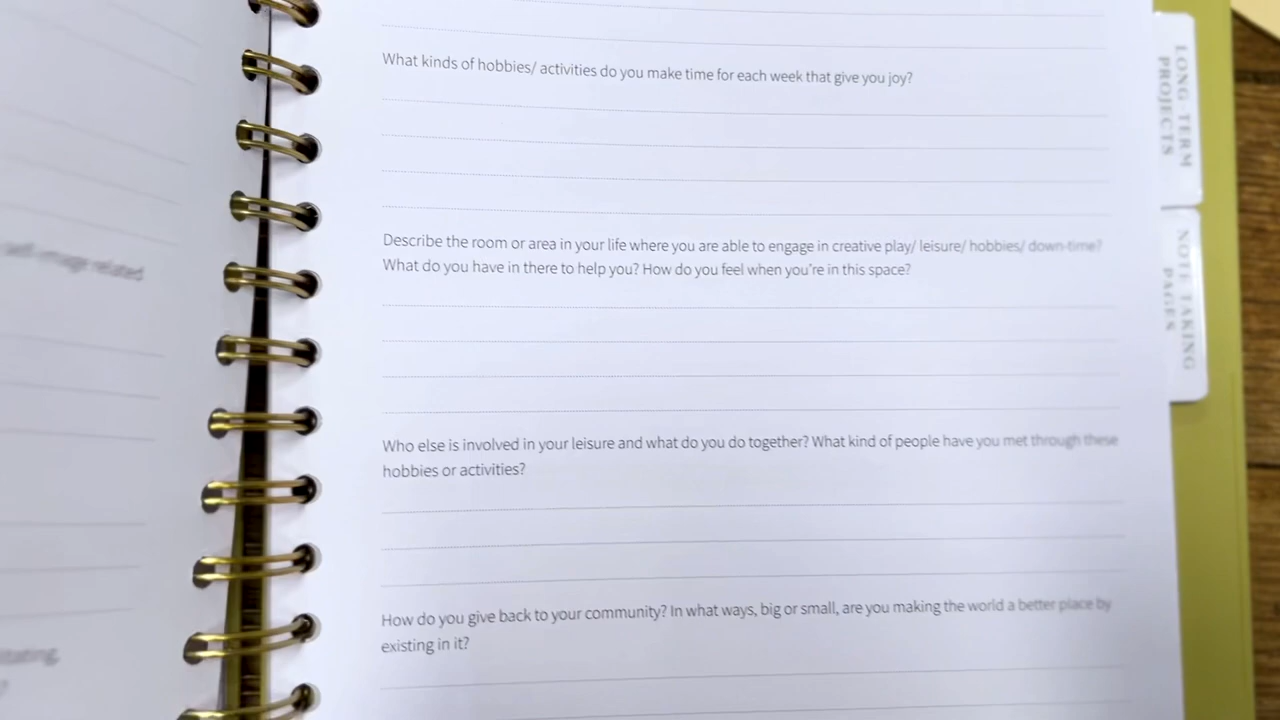 self-image related
What kinds of hobbies/ activities do you make time for each week that give you joy?
Describe the room or area in your life where you are able to engage in creative play/ leisure/ hobbies/ down-time?
What do you have in there to help you? How do you feel when you're in this space?
Who else is involved in your leisure and what do you do together? What kind of people have you met through these
hobbies or activities?
How do you give back to your community? In what ways, big or small, are you making the world a better place by
existing in it?
LONG-TERM
PROJECTS
NOTE TAKING
PAGES